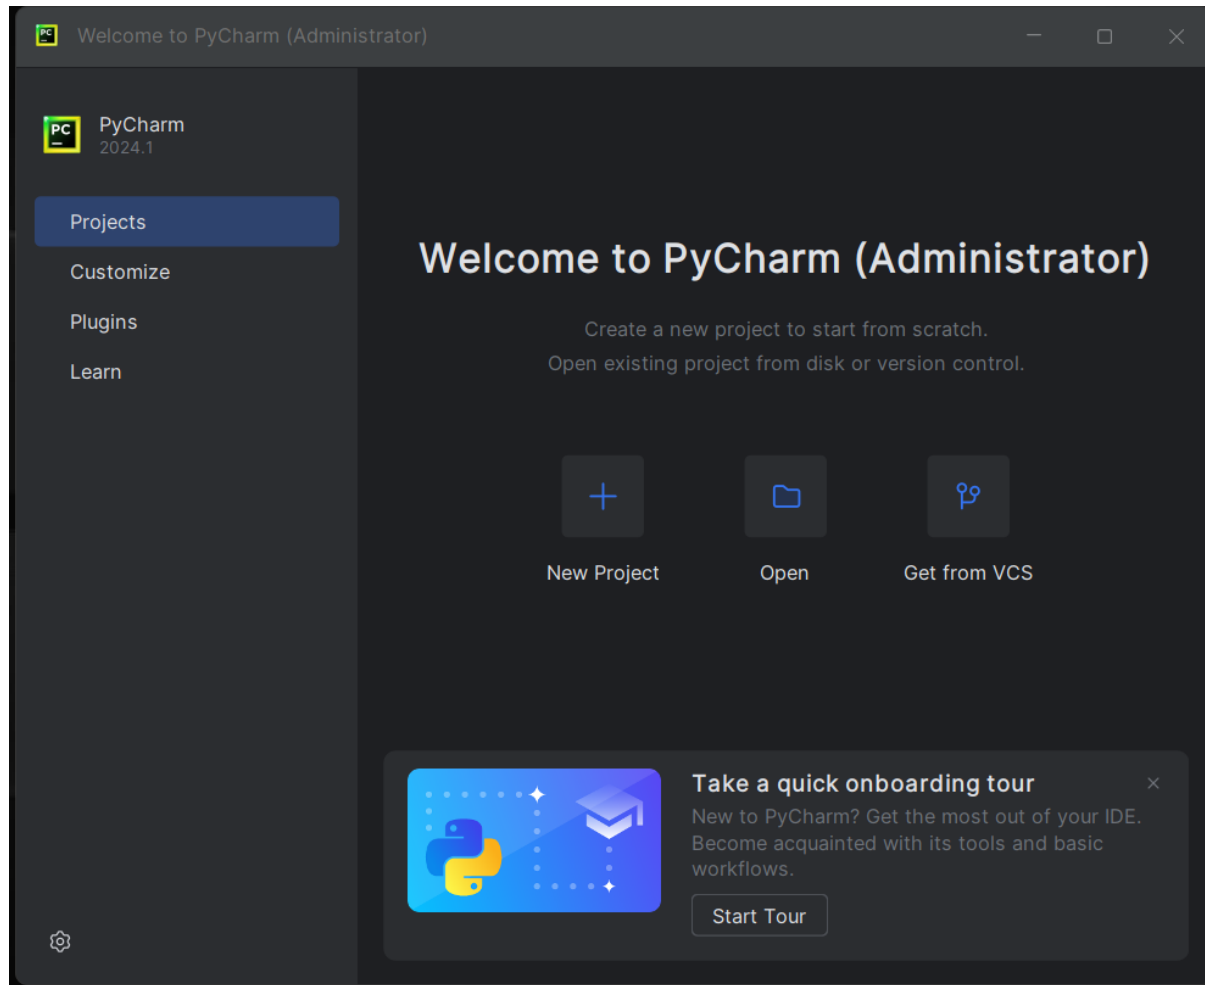 Welcome to PyCharm (Administrator)
PC
PyCharm
2024.1
Projects
Customize
Plugins
Learn
Welcome to PyCharm (Administrator)
Create a new project to start from scratch.
Open existing project from disk or version control.
New Project
Open
Get from VCS
Take a quick onboarding tour
New to PyCharm? Get the most out of your IDE.
Become acquainted with its tools and basic
workflows.
Start Tour